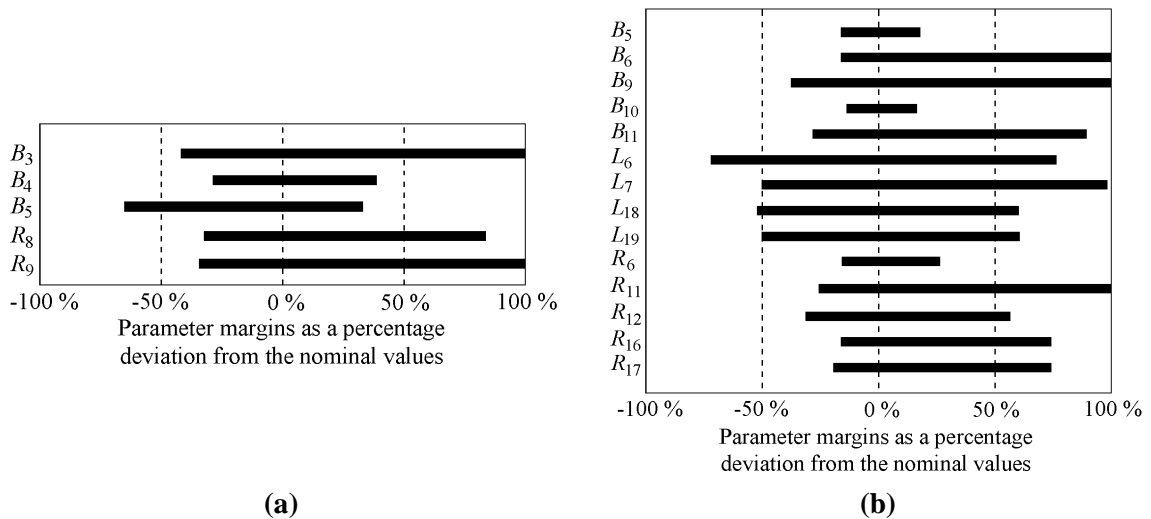 B3
B4
B5
R8
R9
-100 %
-50 %
0 %
50 %
100 %
Parameter margins as a percentage
deviation from the nominal values
(a)
B5
B6
B9
B10
B11
L6
L7
L18
L19
R6
R11
R12
R16
R17
-100 %
-50 %
0 %
50 %
100 %
Parameter margins as a percentage
deviation from the nominal values
(b)